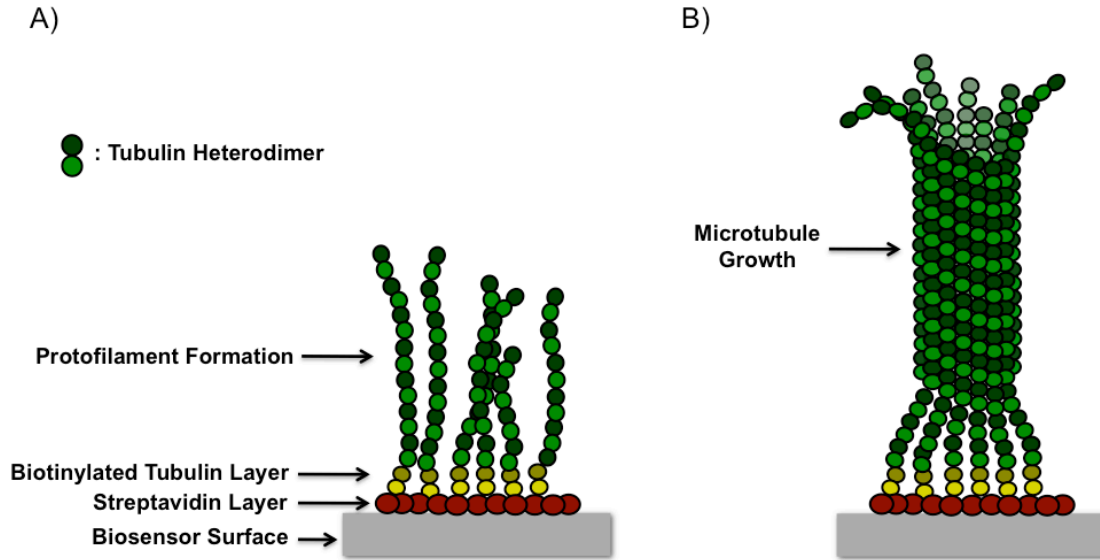 A)
B)
: Tubulin Heterodimer
Microtubule
Growth
Protofilament Formation
Biotinylated Tubulin Layer
Streptavidin Layer
Biosensor Surface